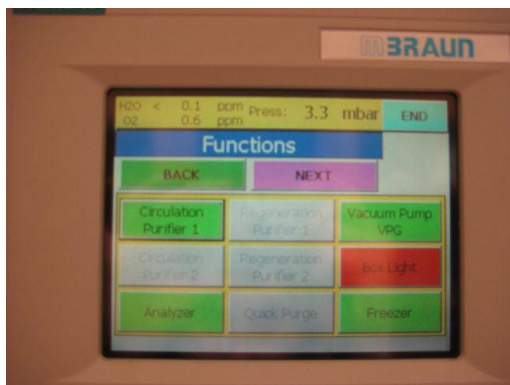 MBRAUN
H2O < 0.1 ppm Press: 3.3 mbar END
O2 0.6 ppm
Functions
BACK NEXT
Circulation Purifier 1
Regeneration Purifier 1
Vacuum Pump VPG
Circulation Purifier 2
Regeneration Purifier 2
Box Light
Analyzer
Quick Purge
Freezer